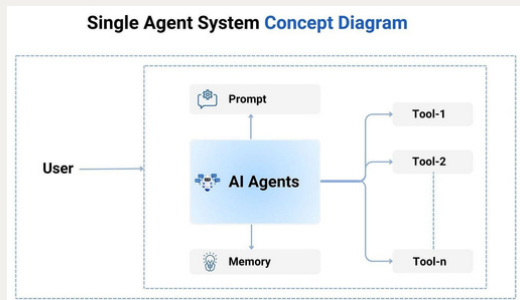 Single Agent System Concept Diagram
Prompt
Tool-1
User
AI Agents
Tool-2
Memory
Tool-n